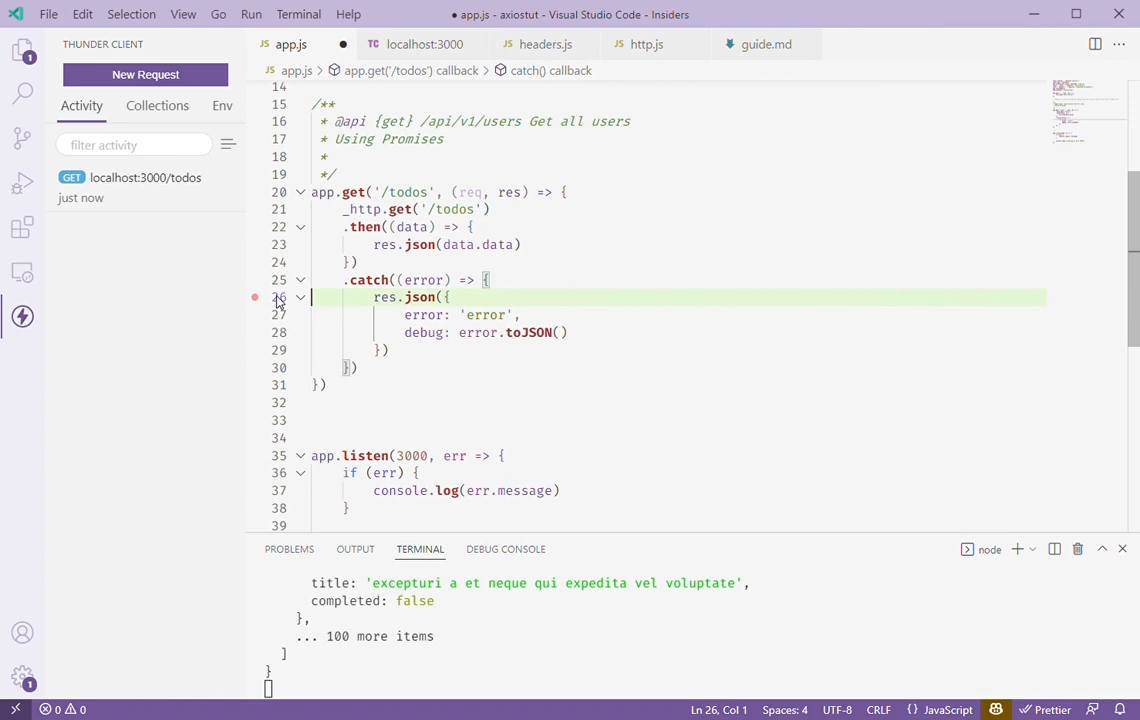 File Edit Selection View Go Run Terminal Help ● app.js - axiostut - Visual Studio Code - Insiders
THUNDER CLIENT
New Request
Activity Collections Env
filter activity
GET localhost:3000/todos
just now
1
1
JS app.js ● TC localhost:3000 JS headers.js JS http.js guide.md
JS app.js > app.get('/todos') callback > catch() callback
14
15 /**
16 * @api {get} /api/v1/users Get all users
17 * Using Promises
18 *
19 */
20 app.get('/todos', (req, res) => {
21 _http.get('/todos')
22 .then((data) => {
23 res.json(data.data)
24 })
25 .catch((error) => {
26 res.json({
27 error: 'error',
28 debug: error.toJSON()
29 })
30 })
31 })
32
33
34
35 app.listen(3000, err => {
36 if (err) {
37 console.log(err.message)
38 }
39
PROBLEMS OUTPUT TERMINAL DEBUG CONSOLE node
title: 'excepturi a et neque qui expedita vel voluptate',
completed: false
},
... 100 more items
]
}
0 0 Ln 26, Col 1 Spaces: 4 UTF-8 CRLF {} JavaScript Prettier